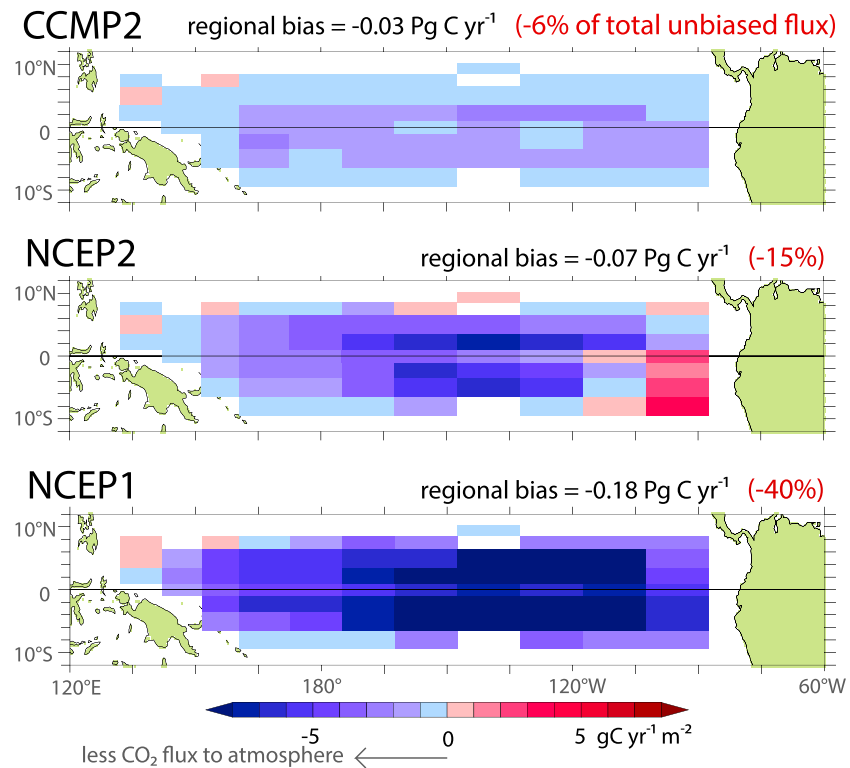 CCMP2 regional bias = -0.03 Pg C yr⁻¹ (-6% of total unbiased flux)
10°N
0
10°S
NCEP2 regional bias = -0.07 Pg C yr⁻¹ (-15%)
10°N
0
10°S
NCEP1 regional bias = -0.18 Pg C yr⁻¹ (-40%)
10°N
0
10°S
120°E 180° 120°W 60°W
-5 0 5 gC yr⁻¹ m⁻²
less CO₂ flux to atmosphere